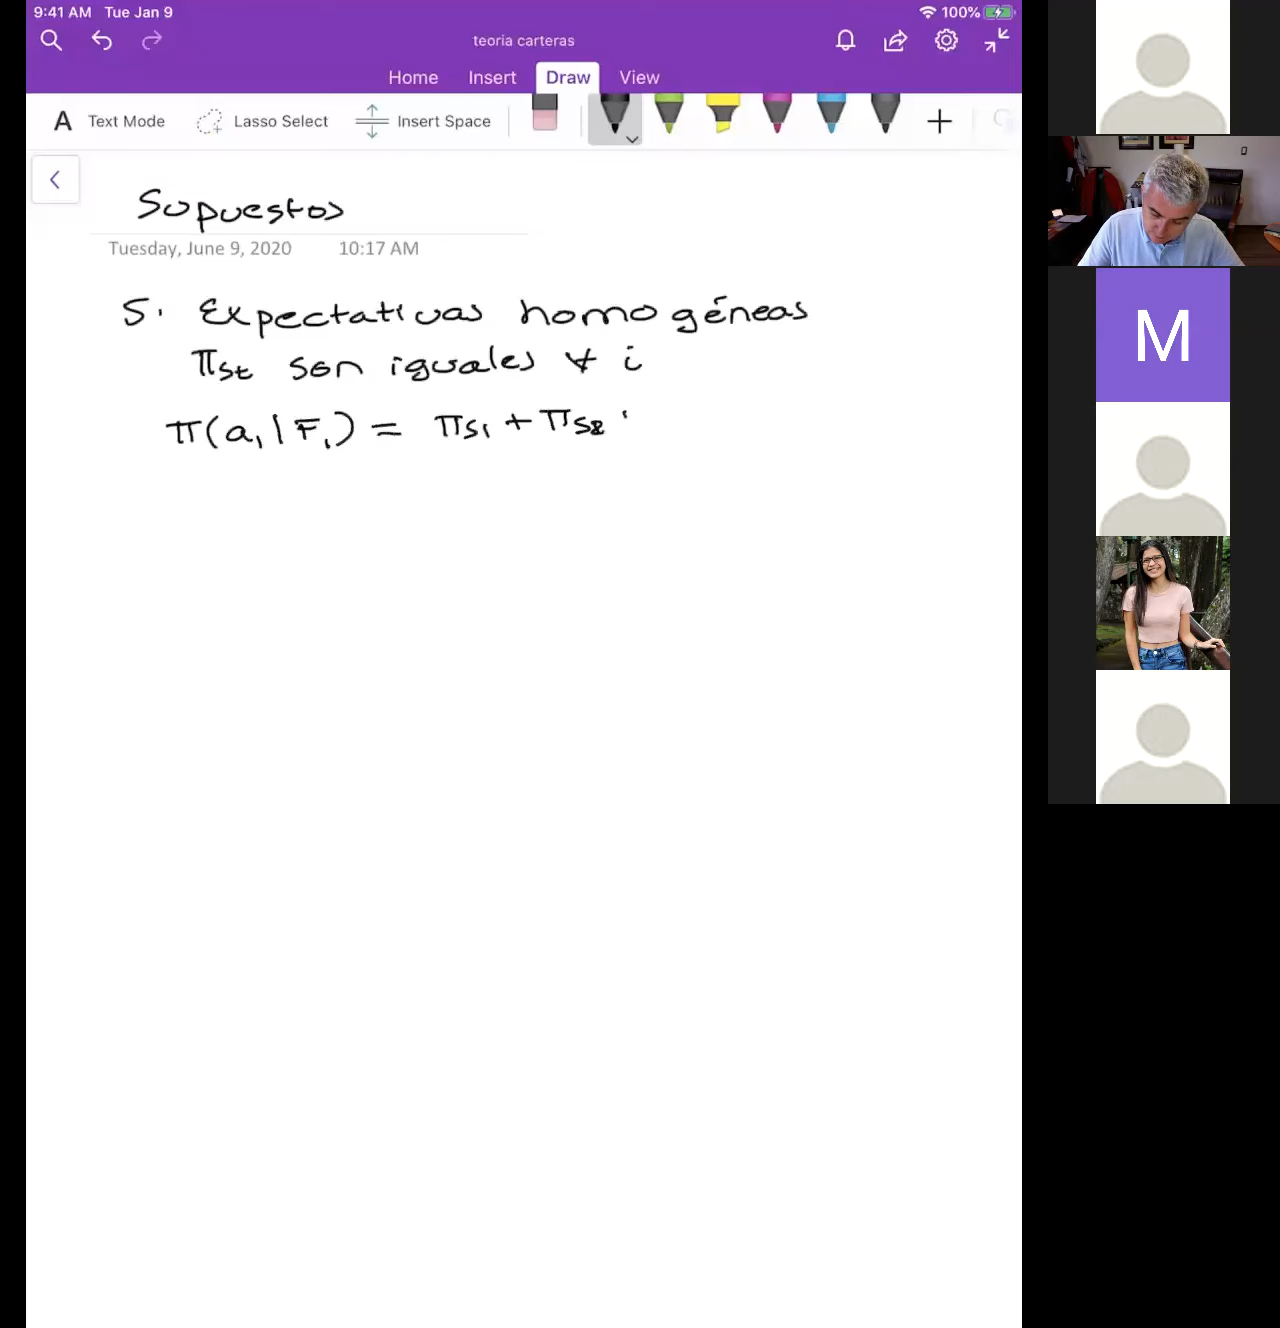 9:41 AM Tue Jan 9
100%
teoria carteras
Home Insert Draw View
A Text Mode Lasso Select Insert Space
Supuestos
Tuesday, June 9, 2020 10:17 AM
5. Expectativas homogéneas
πst son iguales ∀ i
π(a₁|F₁) = πs₁ + πs₂
M